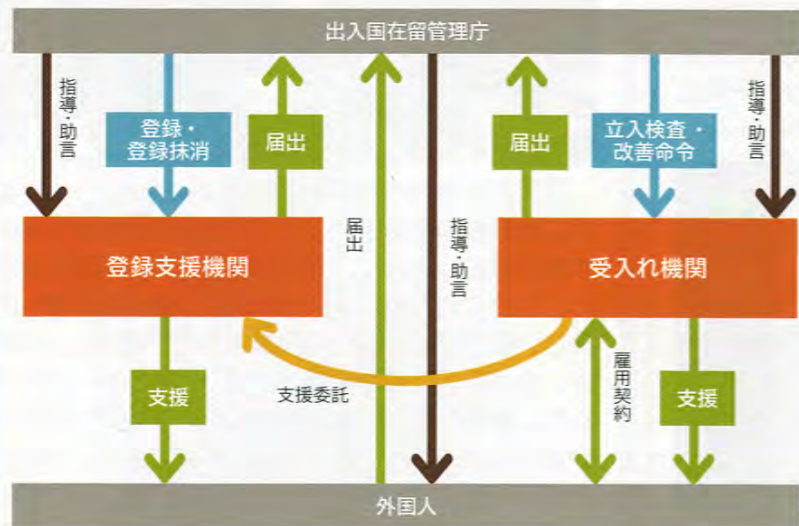 出入国在留管理庁
指導・助言
登録・
登録抹消
届出
届出
指導・助言
届出
立入検査・
改善命令
指導・助言
登録支援機関
受入れ機関
支援
支援委託
雇用契約
支援
外国人